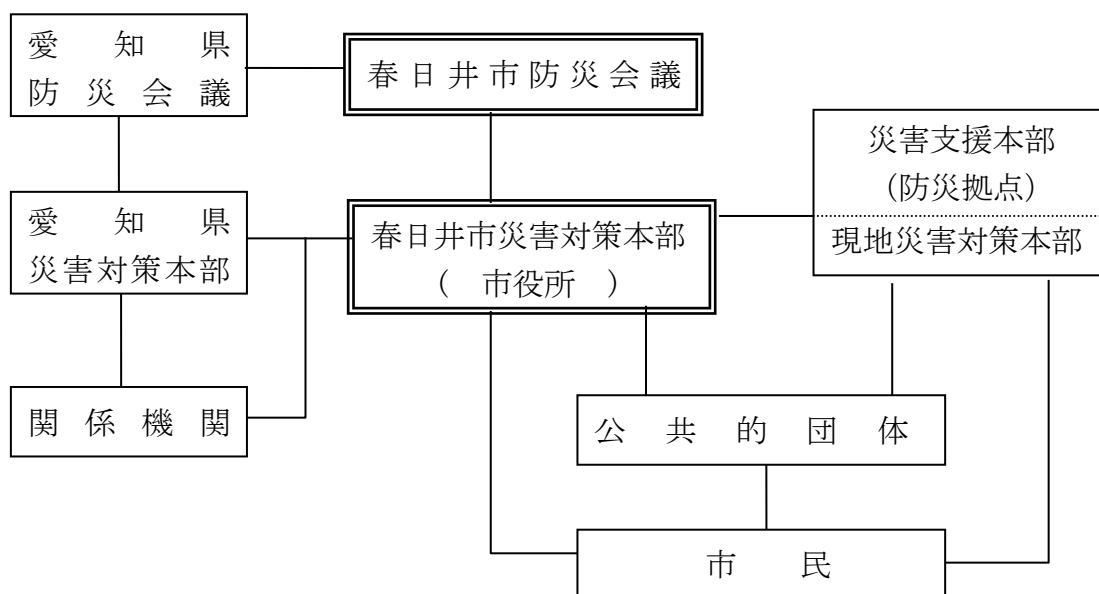 愛知県
防災会議
春日井市防災会議
災害支援本部
（防災拠点）
現地災害対策本部
愛知県
災害対策本部
春日井市災害対策本部
（　市役所　）
関係機関
公共的団体
市民